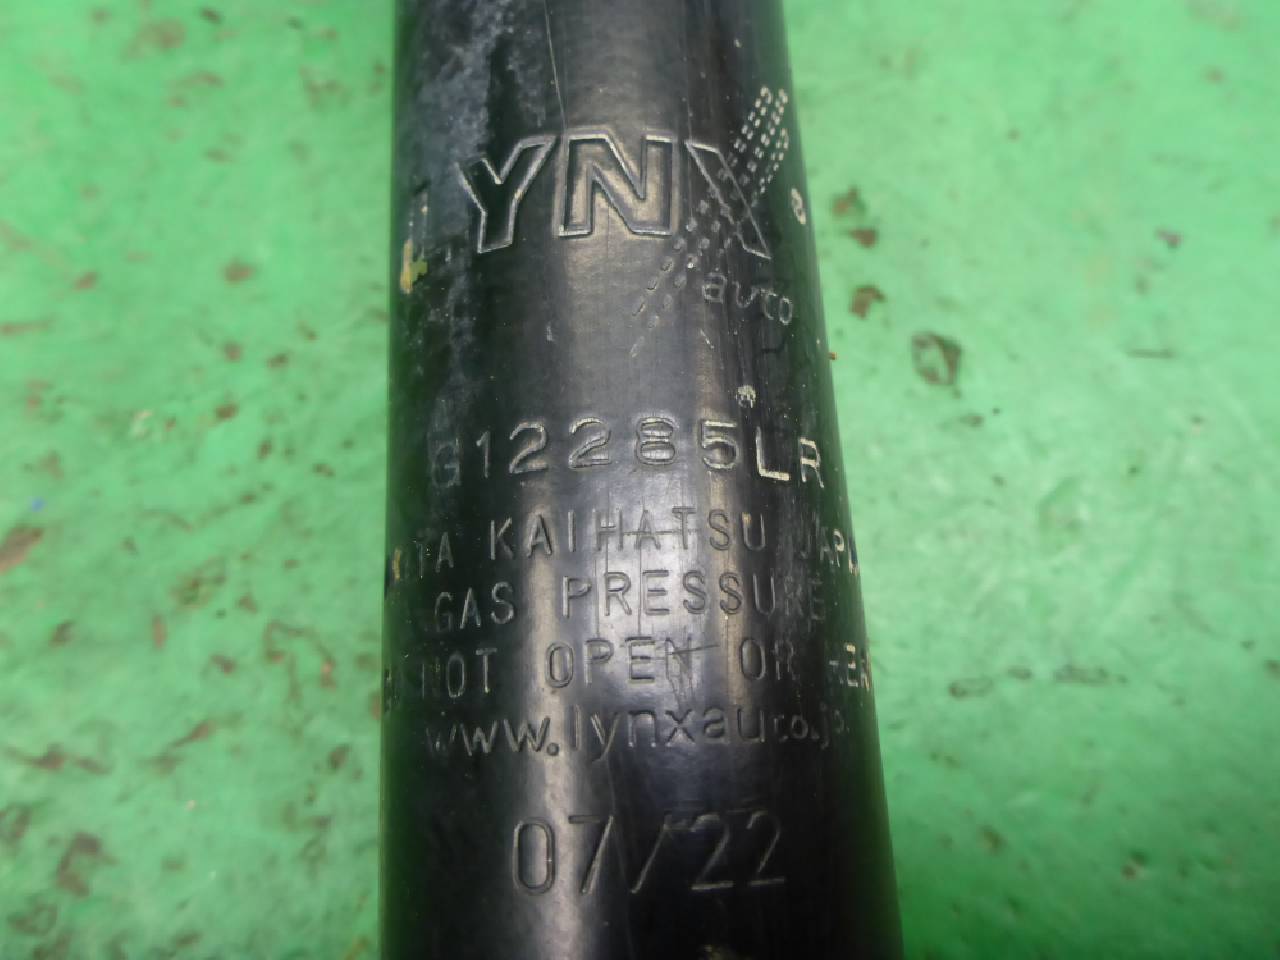 LYNX
auto
G12285LR
KAIHATSU
GAS PRESSURE
NOT OPEN OR
www.lynxauto.jp
07/22